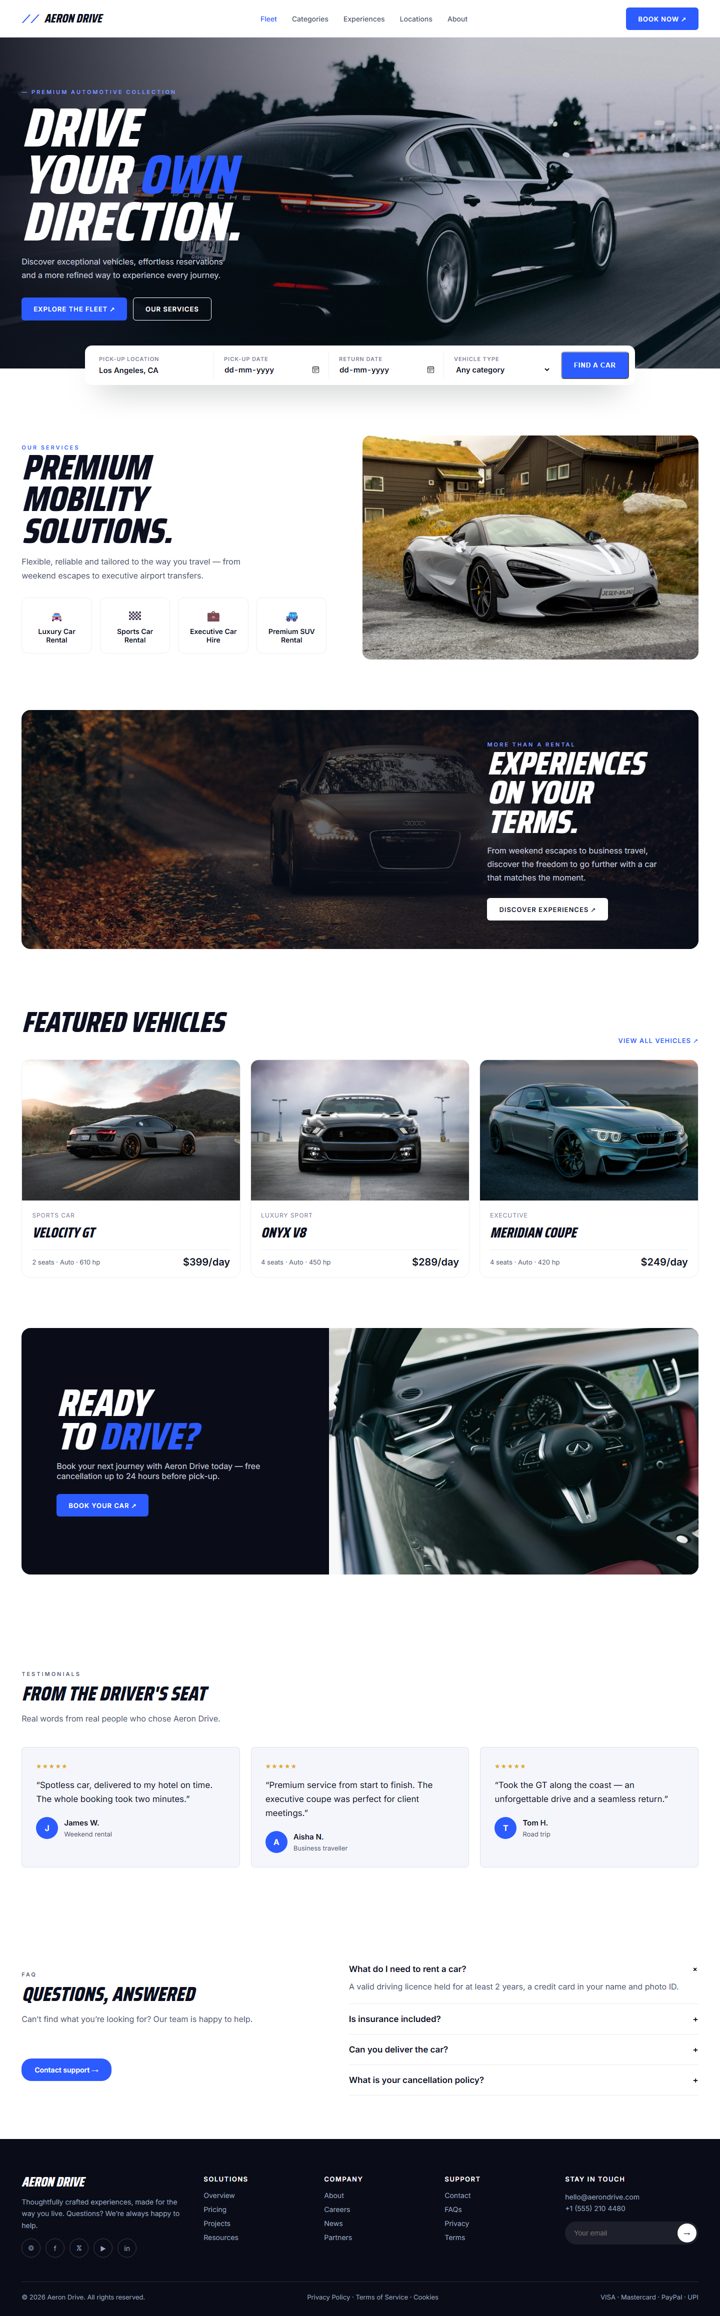 // AERON DRIVE
Fleet
Categories
Experiences
Locations
About
BOOK NOW ↗
— PREMIUM AUTOMOTIVE COLLECTION
DRIVE
YOUR OWN
DIRECTION.
PORSCHE
Discover exceptional vehicles, effortless reservations
and a more refined way to experience every journey.
EXPLORE THE FLEET ↗
OUR SERVICES
PICK-UP LOCATION
Los Angeles, CA
PICK-UP DATE
dd-mm-yyyy
RETURN DATE
dd-mm-yyyy
VEHICLE TYPE
Any category
FIND A CAR
OUR SERVICES
PREMIUM
MOBILITY
SOLUTIONS.
Flexible, reliable and tailored to the way you travel — from
weekend escapes to executive airport transfers.
Luxury Car
Rental
Sports Car
Rental
Executive Car
Hire
Premium SUV
Rental
MORE THAN A RENTAL
EXPERIENCES
ON YOUR
TERMS.
From weekend escapes to business travel,
discover the freedom to go further with a car
that matches the moment.
DISCOVER EXPERIENCES ↗
FEATURED VEHICLES
VIEW ALL VEHICLES ↗
SPORTS CAR
VELOCITY GT
2 seats · Auto · 610 hp
$399/day
LUXURY SPORT
ONYX V8
4 seats · Auto · 450 hp
$289/day
EXECUTIVE
MERIDIAN COUPE
4 seats · Auto · 420 hp
$249/day
READY
TO DRIVE?
Book your next journey with Aeron Drive today — free
cancellation up to 24 hours before pick-up.
BOOK YOUR CAR ↗
TESTIMONIALS
FROM THE DRIVER'S SEAT
Real words from real people who chose Aeron Drive.
★★★★★
“Spotless car, delivered to my hotel on time.
The whole booking took two minutes.”
J
James W.
Weekend rental
★★★★★
“Premium service from start to finish. The
executive coupe was perfect for client
meetings.”
A
Aisha N.
Business traveller
★★★★★
“Took the GT along the coast — an
unforgettable drive and a seamless return.”
T
Tom H.
Road trip
FAQ
QUESTIONS, ANSWERED
Can't find what you're looking for? Our team is happy to help.
Contact support →
What do I need to rent a car?
×
A valid driving licence held for at least 2 years, a credit card in your name and photo ID.
Is insurance included?
+
Can you deliver the car?
+
What is your cancellation policy?
+
AERON DRIVE
Thoughtfully crafted experiences, made for the
way you live. Questions? We're always happy to
help.
f
𝕏
▶
in
SOLUTIONS
Overview
Pricing
Projects
Resources
COMPANY
About
Careers
News
Partners
SUPPORT
Contact
FAQs
Privacy
Terms
STAY IN TOUCH
hello@aerondrive.com
+1 (555) 210 4480
Your email
→
© 2026 Aeron Drive. All rights reserved.
Privacy Policy · Terms of Service · Cookies
VISA · Mastercard · PayPal · UPI